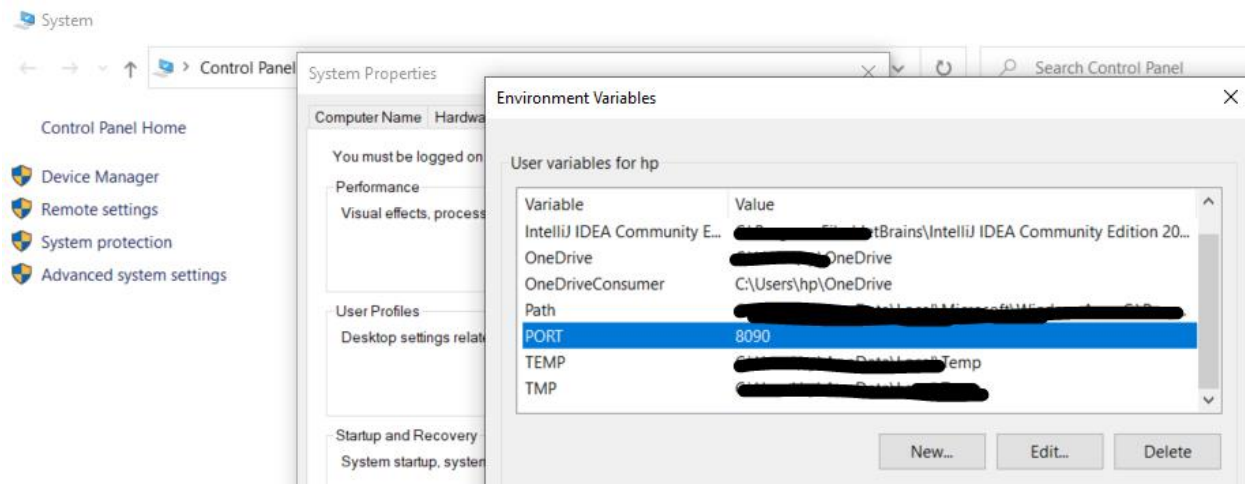 System
Control Panel
Search Control Panel
Control Panel Home
Device Manager
Remote settings
System protection
Advanced system settings
System Properties
Computer Name Hardwa
You must be logged on
Performance
Visual effects, process
User Profiles
Desktop settings relate
Startup and Recovery
System startup, system
Environment Variables
User variables for hp
Variable Value
IntelliJ IDEA Community E... etBrains\IntelliJ IDEA Community Edition 20...
OneDrive OneDrive
OneDriveConsumer C:\Users\hp\OneDrive
Path
PORT 8090
TEMP Temp
TMP
New... Edit... Delete